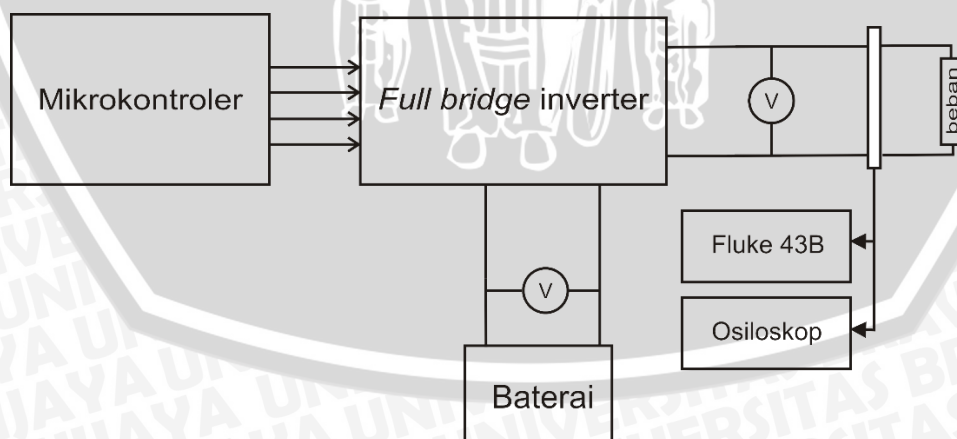 Mikrokontroler
Full bridge inverter
V
beban
V
Fluke 43B
Osiloskop
Baterai